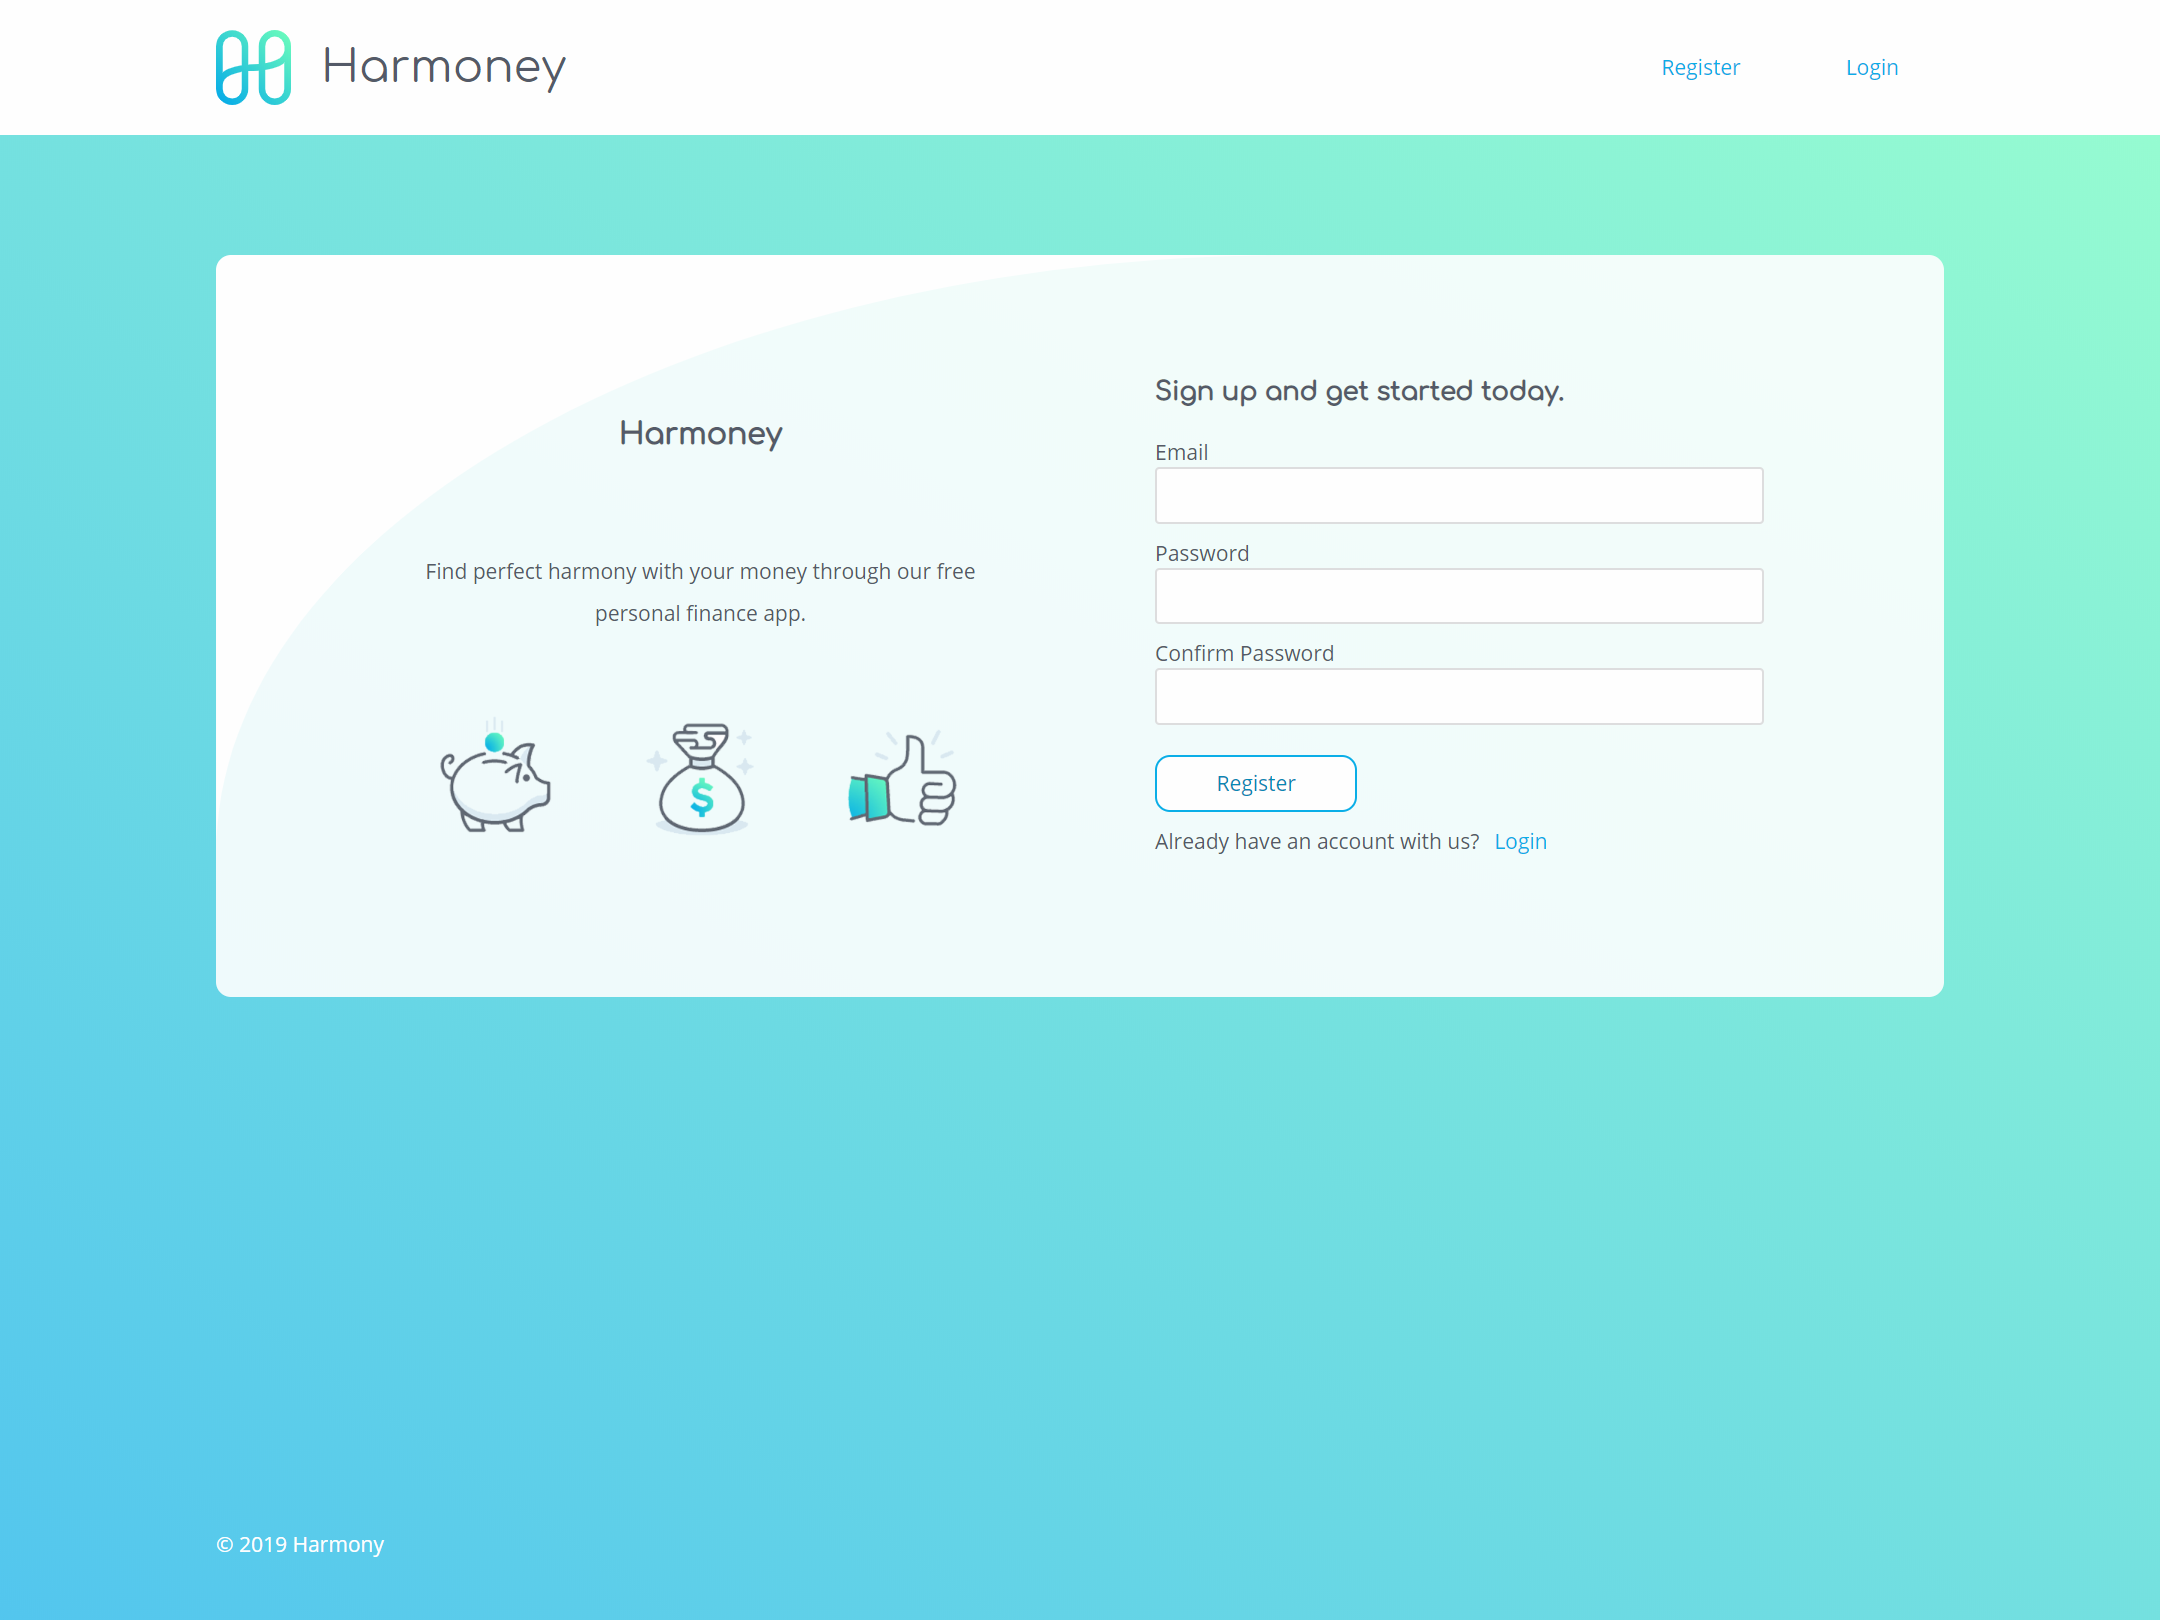 Harmoney
Register
Login
Harmoney
Find perfect harmony with your money through our free
personal finance app.
$
Sign up and get started today.
Email
Password
Confirm Password
Register
Already have an account with us? Login
© 2019 Harmony